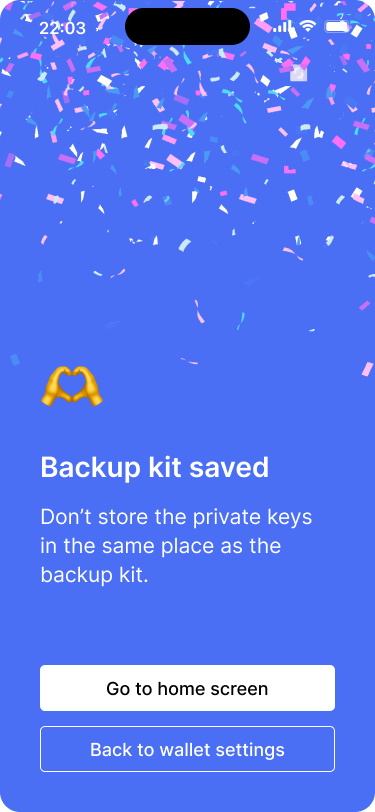 22:03
Backup kit saved
Don’t store the private keys
in the same place as the
backup kit.
Go to home screen
Back to wallet settings